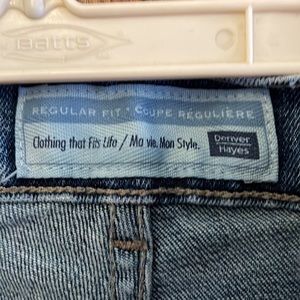 Batts
REGULAR FIT • COUPE RÉGULIÈRE
Clothing that Fits Life / Ma vie. Mon Style.
Denver
Hayes